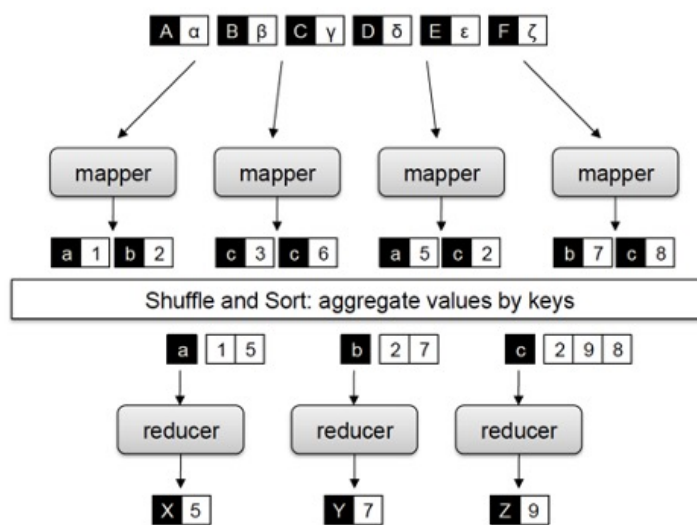 A α B β C γ D δ E ε F ζ
mapper mapper mapper mapper
a 1 b 2 c 3 c 6 a 5 c 2 b 7 c 8
Shuffle and Sort: aggregate values by keys
a 1 5 b 2 7 c 2 9 8
reducer reducer reducer
X 5 Y 7 Z 9